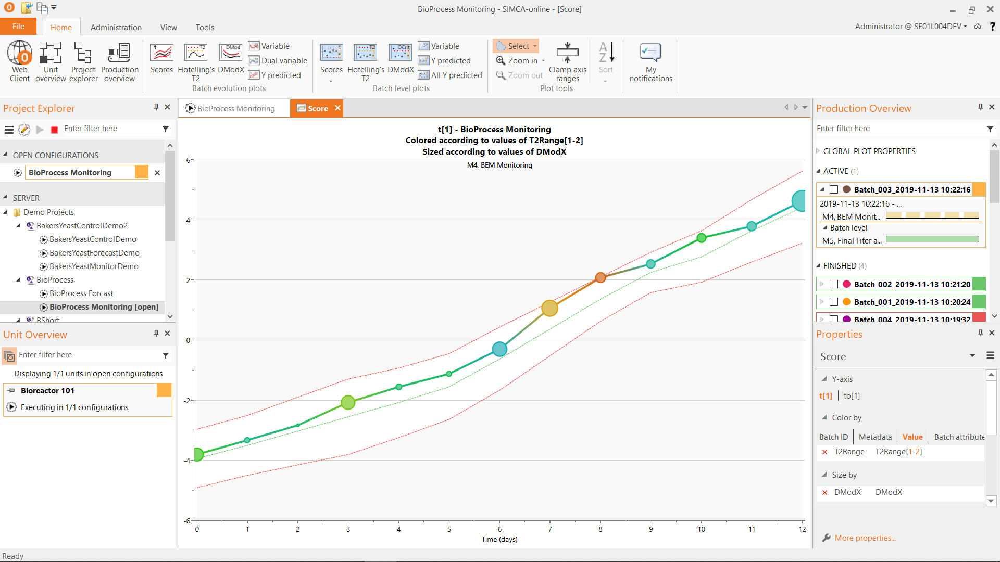 BioProcess Monitoring - SIMCA-online - [Score]
File
Home
Administration
View
Tools
Administrator @ SE01L004DEV
?
Web Client
Unit overview
Project explorer
Production overview
Scores
Hotelling's T2
DModX
Variable
Dual variable
Y predicted
Batch evolution plots
Scores
Hotelling's T2
DModX
Variable
Y predicted
All Y predicted
Batch level plots
Select
Zoom in
Zoom out
Clamp axis ranges
Plot tools
A
Z
Sort
My notifications
Project Explorer
Enter filter here
OPEN CONFIGURATIONS
BioProcess Monitoring
SERVER
Demo Projects
BakersYeastControlDemo2
BakersYeastControlDemo
BakersYeastForecastDemo
BakersYeastMonitorDemo
BioProcess
BioProcess Forcast
BioProcess Monitoring [open]
BShort
Unit Overview
Enter filter here
Displaying 1/1 units in open configurations
Bioreactor 101
Executing in 1/1 configurations
Ready
BioProcess Monitoring
Score
t[1] - BioProcess Monitoring
Colored according to values of T2Range[1-2]
Sized according to values of DModX
M4, BEM Monitoring
6
4
2
0
-2
-4
-6
0 1 2 3 4 5 6 7 8 9 10 11 12
Time (days)
Production Overview
Enter filter here
GLOBAL PLOT PROPERTIES
ACTIVE (1)
Batch_003_2019-11-13 10:22:16
2019-11-13 10:22:16 - ...
M4, BEM Monit...
Batch level
M5, Final Titer a...
FINISHED (4)
Batch_002_2019-11-13 10:21:20
Batch_001_2019-11-13 10:20:24
Batch_004_2019-11-13 10:19:32
Properties
Score
Y-axis
t[1] to[1]
Color by
Batch ID Metadata Value Batch attribute
T2Range T2Range[1-2]
Size by
DModX DModX
More properties...